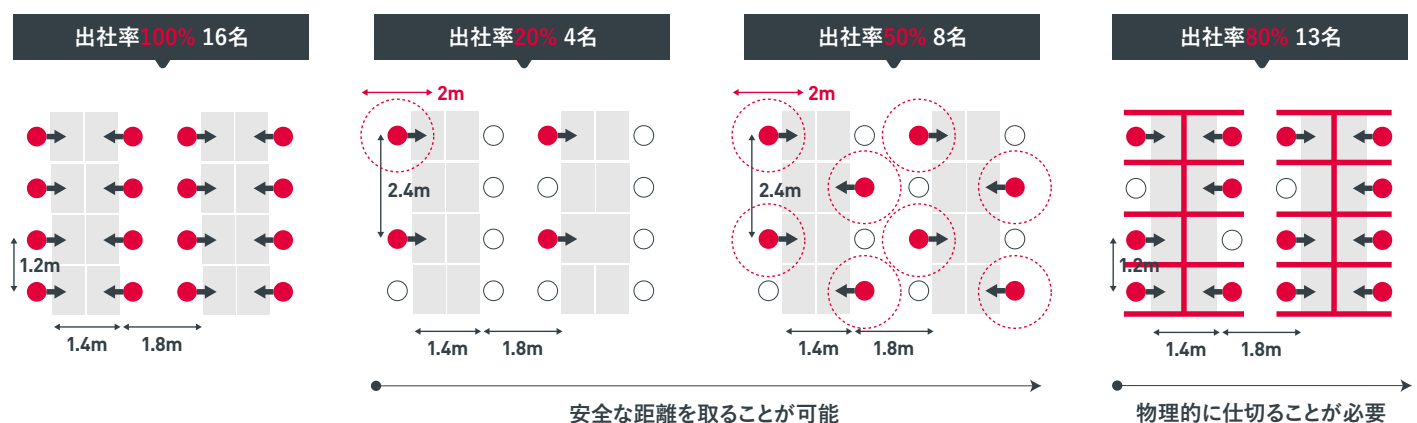 出社率100% 16名
出社率20% 4名
出社率50% 8名
出社率80% 13名
2m
2m
2.4m
2.4m
1.2m
1.2m
1.4m
1.8m
1.4m
1.8m
1.4m
1.8m
1.4m
1.8m
安全な距離を取ることが可能
物理的に仕切ることが必要